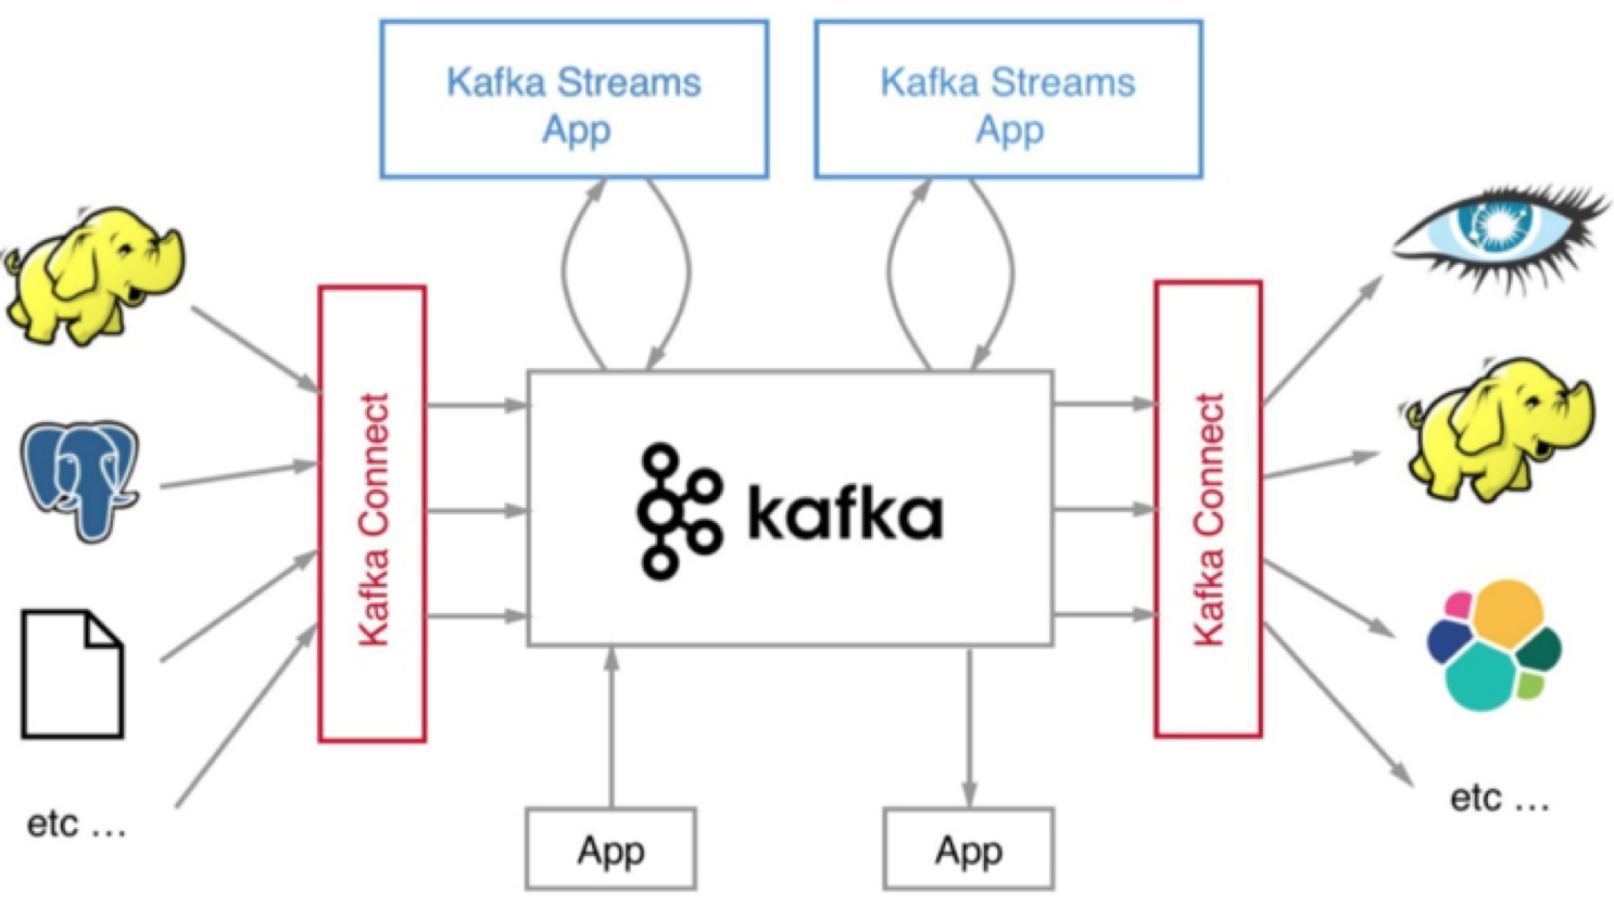 Kafka Streams
App
Kafka Streams
App
Kafka Connect
kafka
Kafka Connect
etc ...
etc ...
App
App